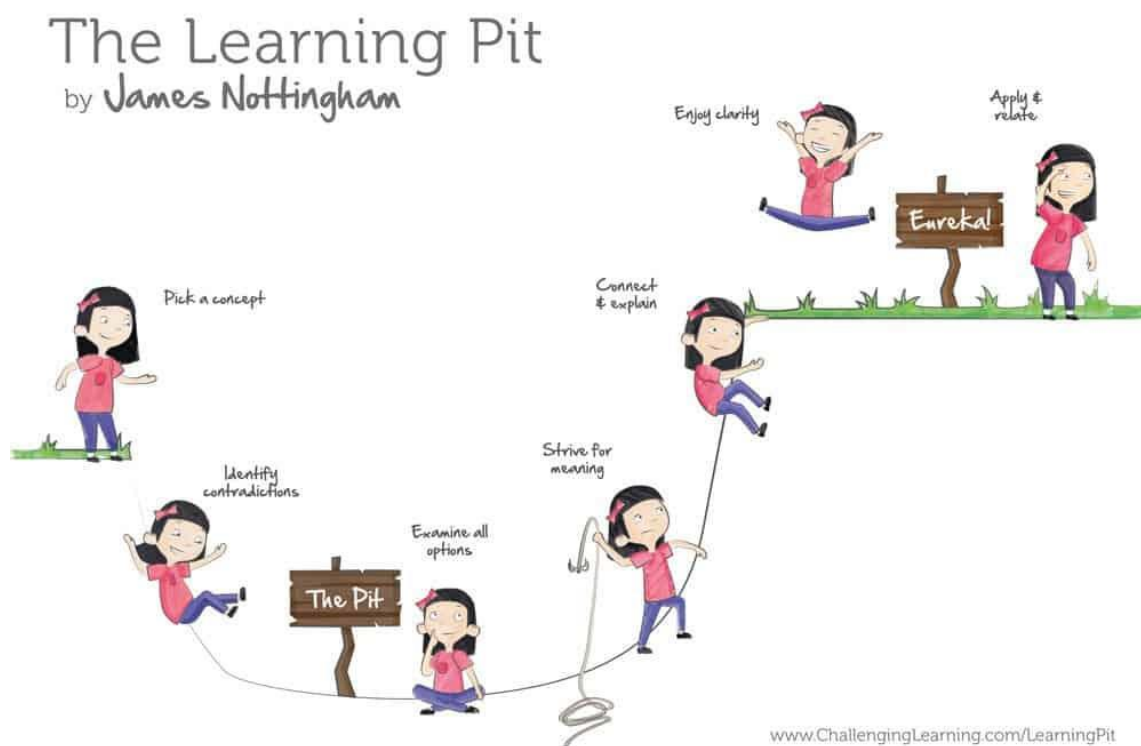 The Learning Pit
by James Nottingham
Pick a concept
Identify
contradictions
The Pit
Examine all
options
Strive for
meaning
Connect
& explain
Enjoy clarity
Eureka!
Apply &
relate
www.ChallengingLearning.com/LearningPit